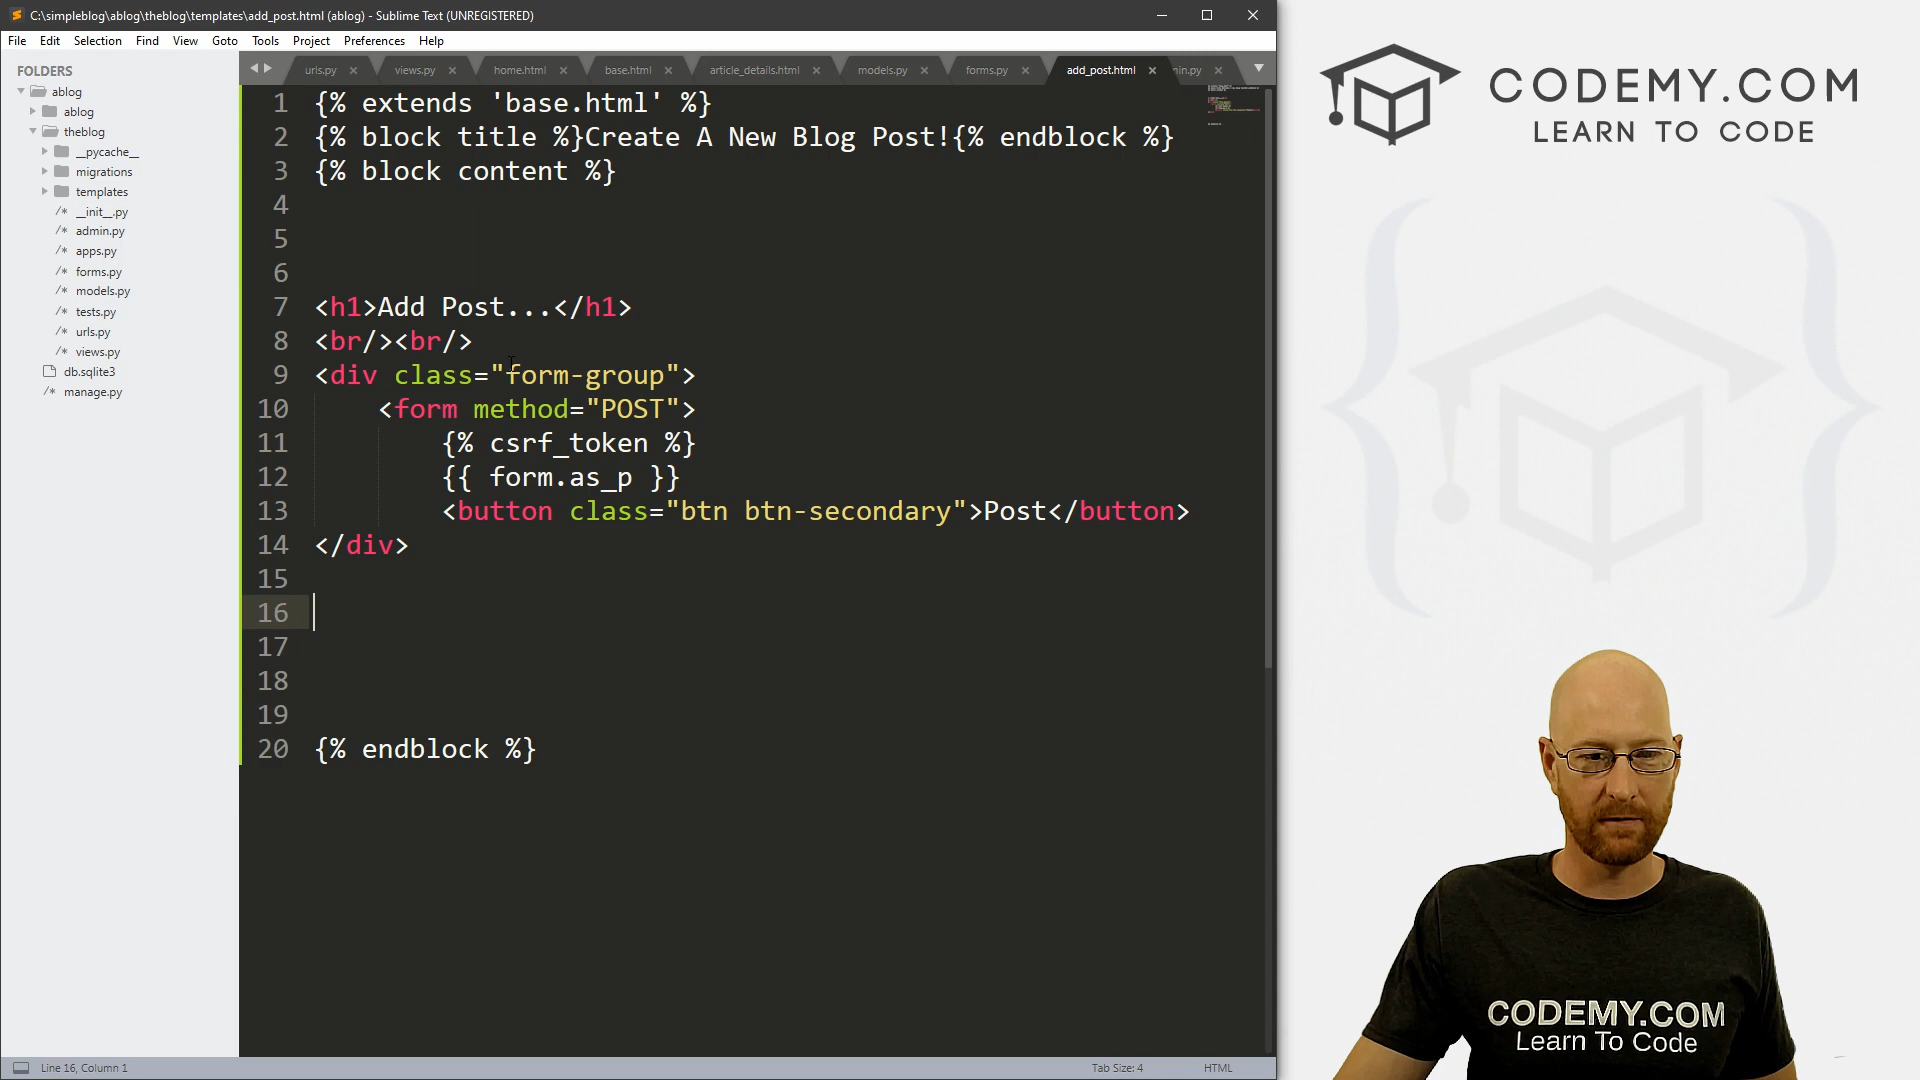 C:\simpleblog\ablog\theblog\templates\add_post.html (ablog) - Sublime Text (UNREGISTERED)
File Edit Selection Find View Goto Tools Project Preferences Help
FOLDERS
ablog
ablog
theblog
__pycache__
migrations
templates
__init__.py
admin.py
apps.py
forms.py
models.py
tests.py
urls.py
views.py
db.sqlite3
manage.py
urls.py views.py home.html base.html article_details.html models.py forms.py add_post.html
1 {% extends 'base.html' %}
2 {% block title %}Create A New Blog Post!{% endblock %}
3 {% block content %}
4
5
6
7 <h1>Add Post...</h1>
8 <br/><br/>
9 <div class="form-group">
10 <form method="POST">
11 {% csrf_token %}
12 {{ form.as_p }}
13 <button class="btn btn-secondary">Post</button>
14 </div>
15
16
17
18
19
20 {% endblock %}
Line 16, Column 1
Tab Size: 4
HTML
CODEMY.COM
LEARN TO CODE
CODEMY.COM
Learn To Code